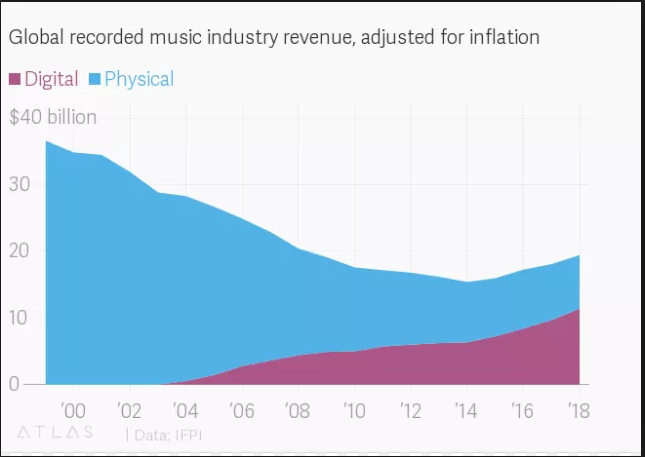 Global recorded music industry revenue, adjusted for inflation
Digital Physical
$40 billion
30
20
10
0
'00 '02 '04 '06 '08 '10 '12 '14 '16 '18
ATLAS | Data: IFPI